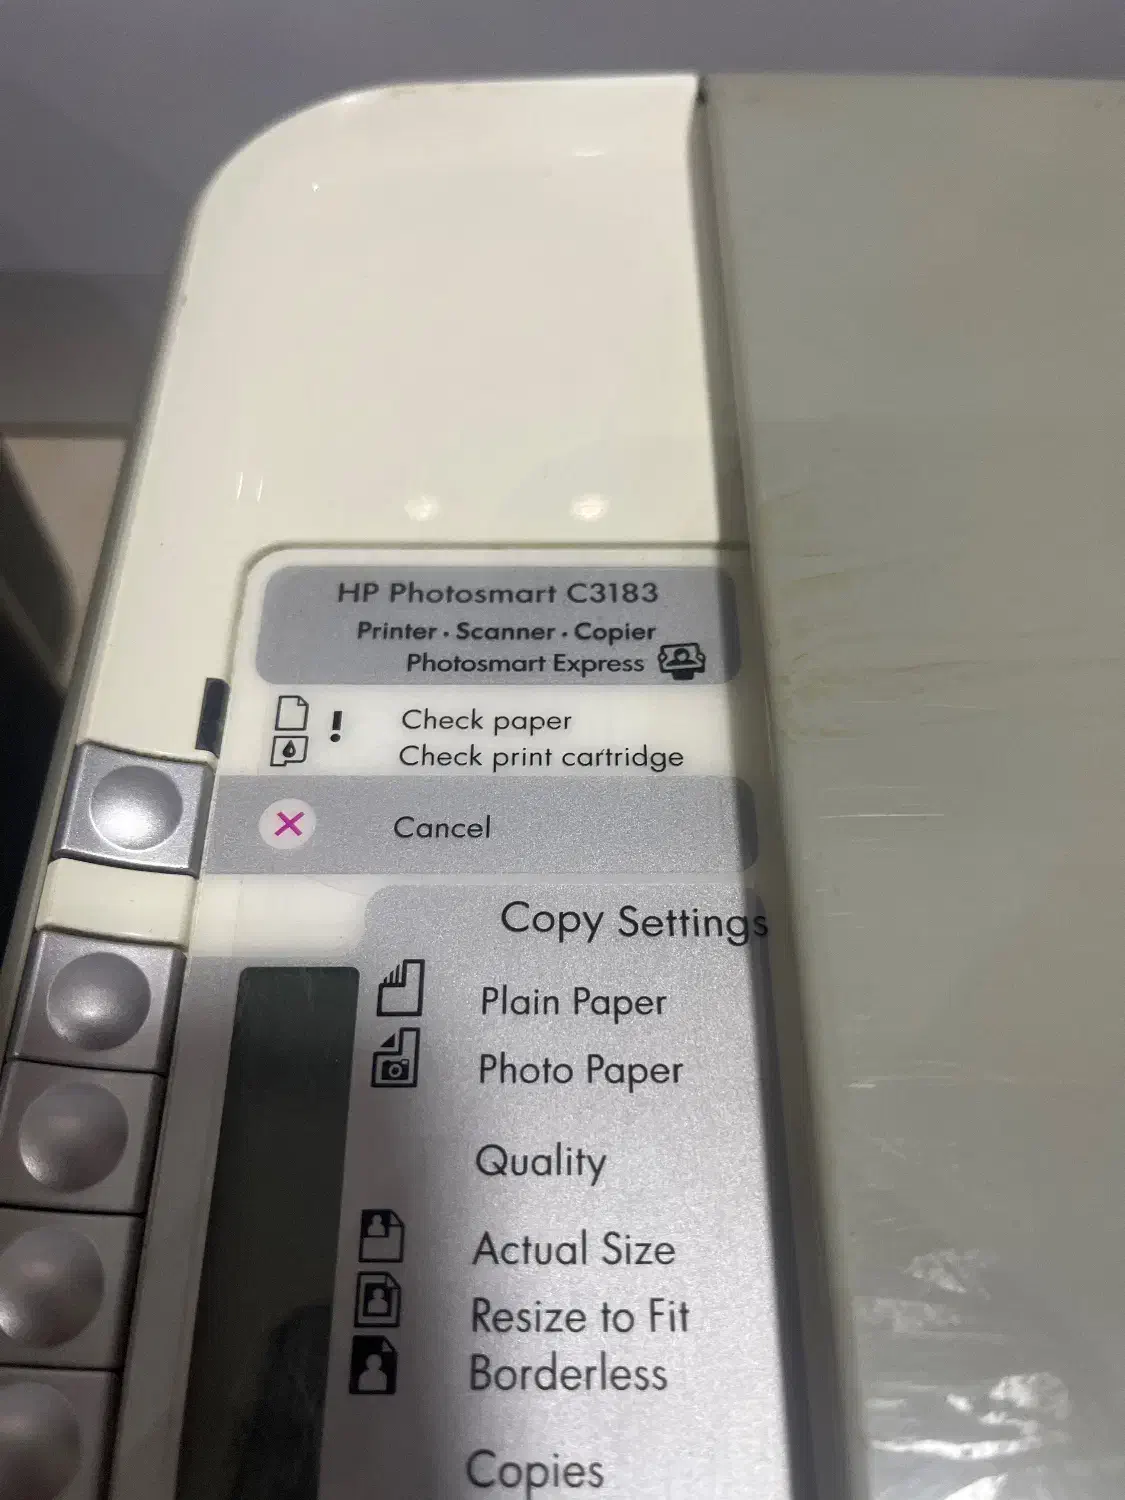 HP Photosmart C3183
Printer · Scanner · Copier
Photosmart Express
! Check paper
Check print cartridge
Cancel
Copy Settings
Plain Paper
Photo Paper
Quality
Actual Size
Resize to Fit
Borderless
Copies